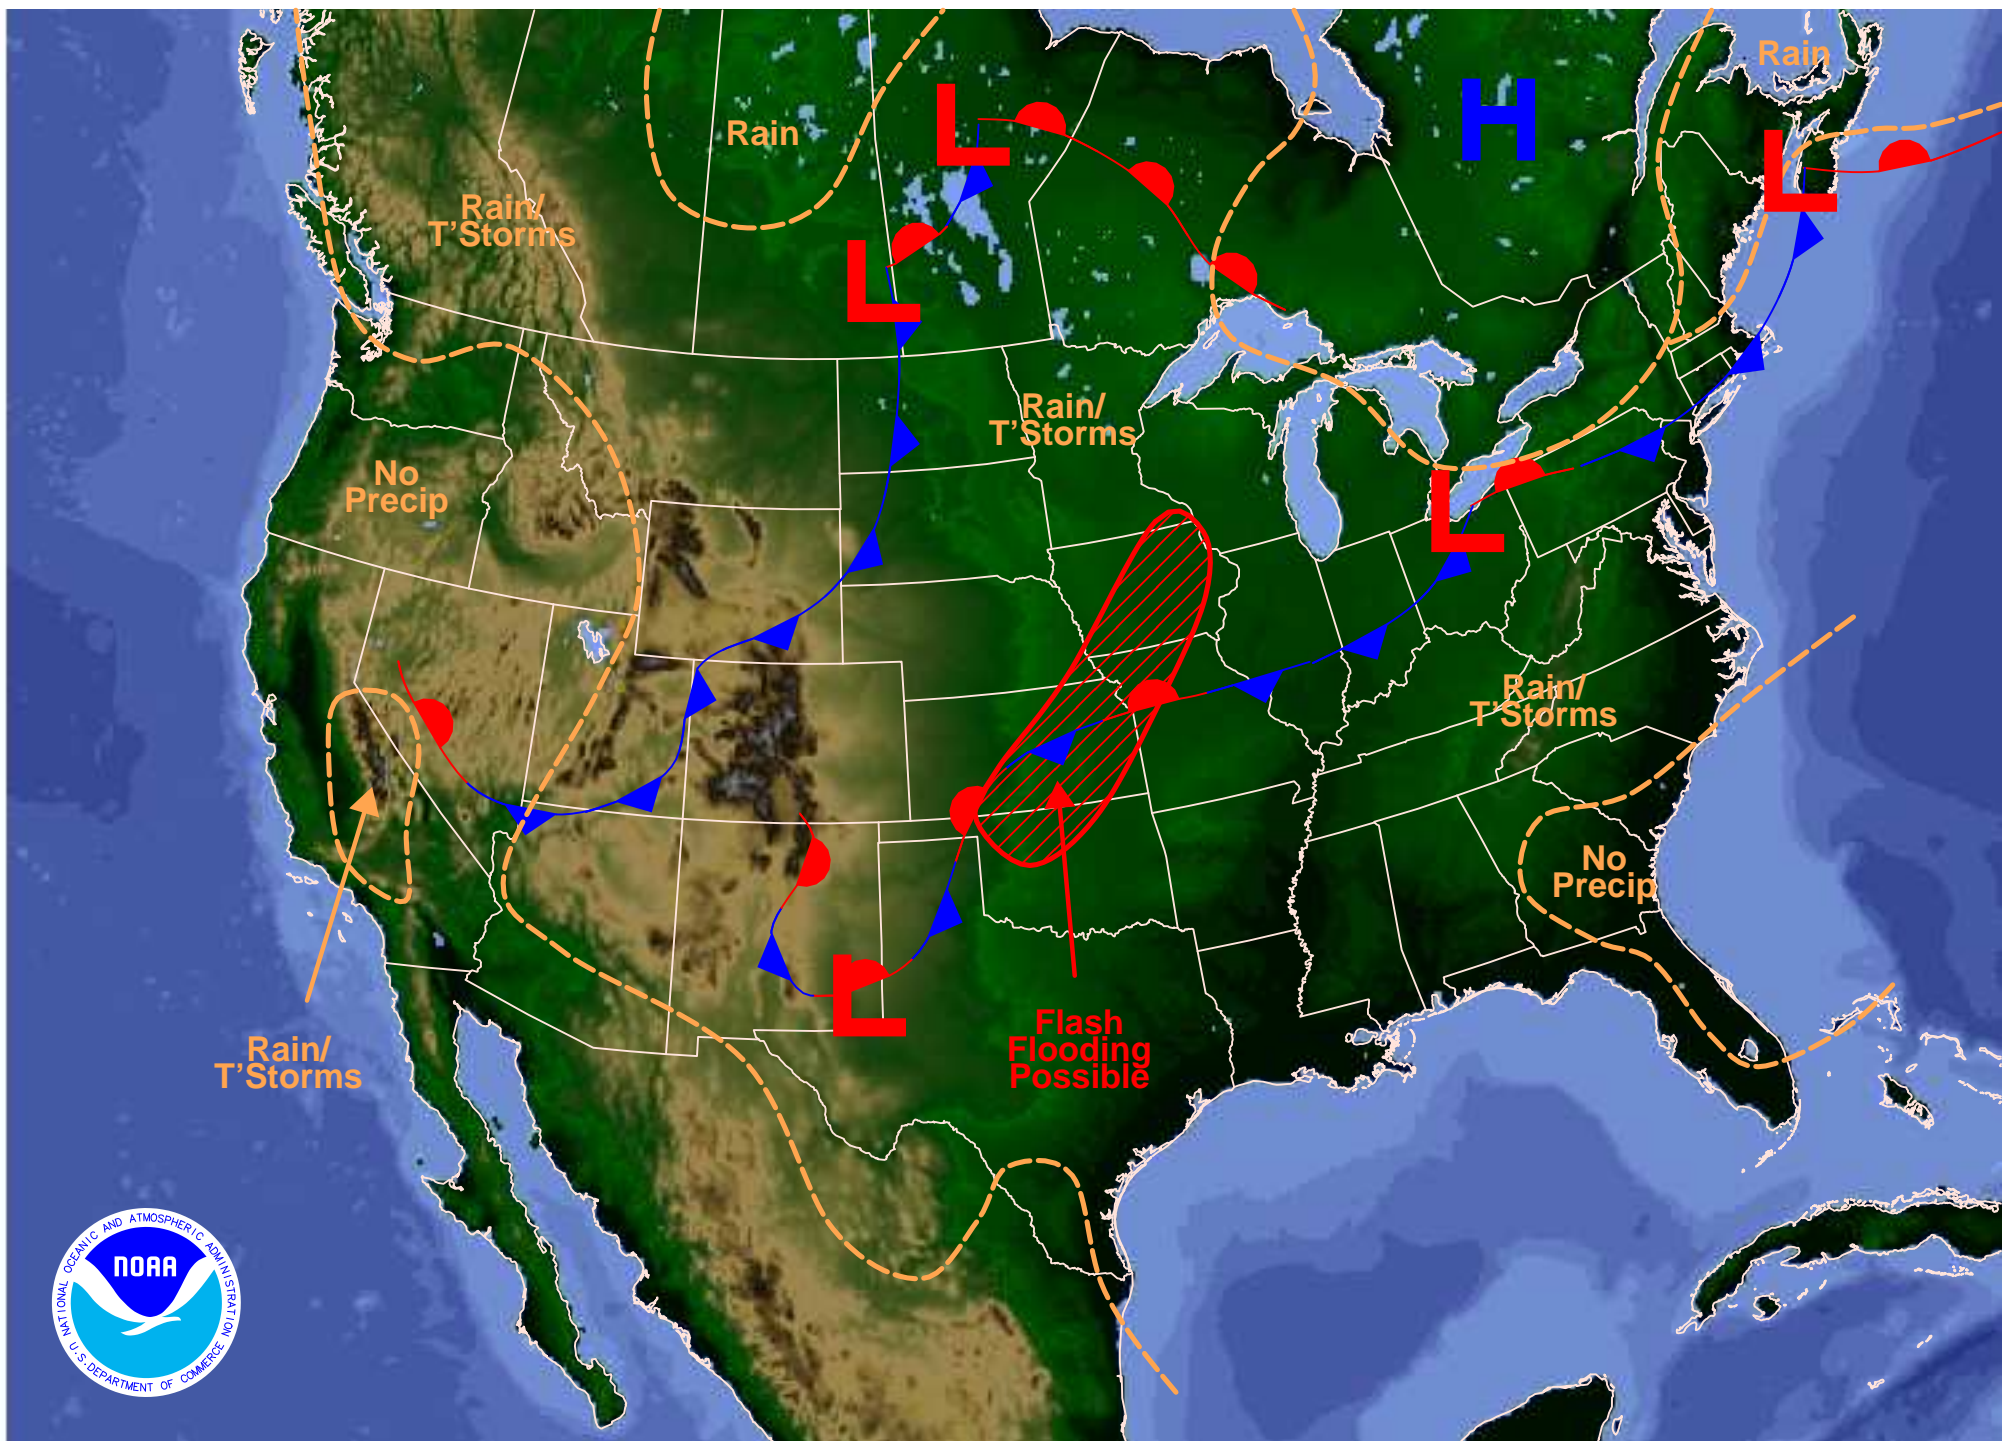 Rain
L
H
Rain
L
L
Rain/
T'Storms
L
Rain/
T'Storms
No
Precip
L
Rain/
T'Storms
No
Precip
L
Flash
Flooding
Possible
Rain/
T'Storms
NATIONAL OCEANIC AND ATMOSPHERIC ADMINISTRATION
NOAA
U.S. DEPARTMENT OF COMMERCE